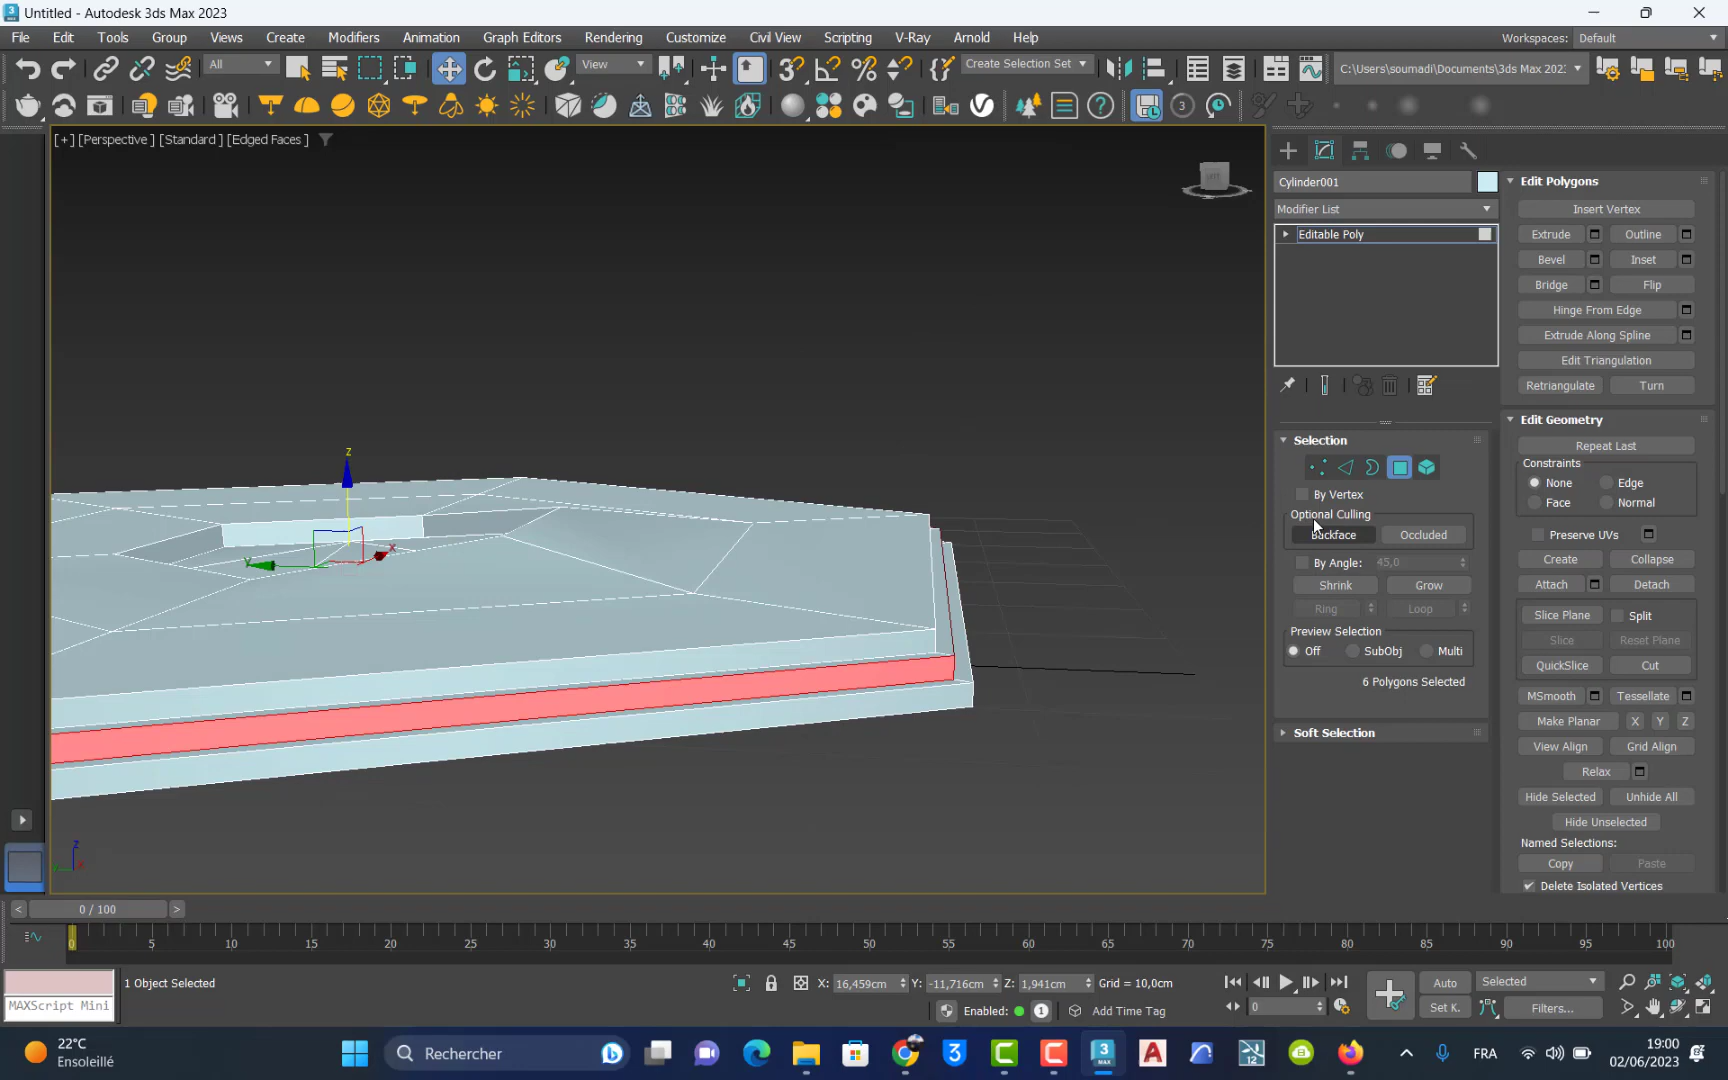 Untitled - Autodesk 3ds Max 2023
File Edit Tools Group Views Create Modifiers Animation Graph Editors Rendering Customize Civil View Scripting V-Ray Arnold Help
Workspaces: Default
All View Create Selection Set C:\Users\soumadi\Documents\3ds Max 202
[+] [Perspective ] [Standard ] [Edged Faces ]
Cylinder001
Modifier List
Editable Poly
Selection
By Vertex
Optional Culling
Backface Occluded
By Angle: 45,0
Shrink Grow
Ring Loop
Preview Selection
Off SubObj Multi
6 Polygons Selected
Soft Selection
Edit Polygons
Insert Vertex
Extrude Outline
Bevel Inset
Bridge Flip
Hinge From Edge
Extrude Along Spline
Edit Triangulation
Retriangulate Turn
Edit Geometry
Repeat Last
Constraints
None Edge
Face Normal
Preserve UVs
Create Collapse
Attach Detach
Slice Plane Split
Slice Reset Plane
QuickSlice Cut
MSmooth Tessellate
Make Planar X Y Z
View Align Grid Align
Relax
Hide Selected Unhide All
Hide Unselected
Named Selections:
Copy Paste
Delete Isolated Vertices
z
y x
z
< 0 / 100 >
0 5 10 15 20 25 30 35 40 45 50 55 60 65 70 75 80 85 90 95 100
MAXScript Mini
1 Object Selected
X: 16,459cm Y: -11,716cm Z: 1,941cm Grid = 10,0cm
Enabled: 1 Add Time Tag
0
Auto Selected
Set K. Filters...
22°C
Ensoleillé
Rechercher
FRA
19:00
02/06/2023